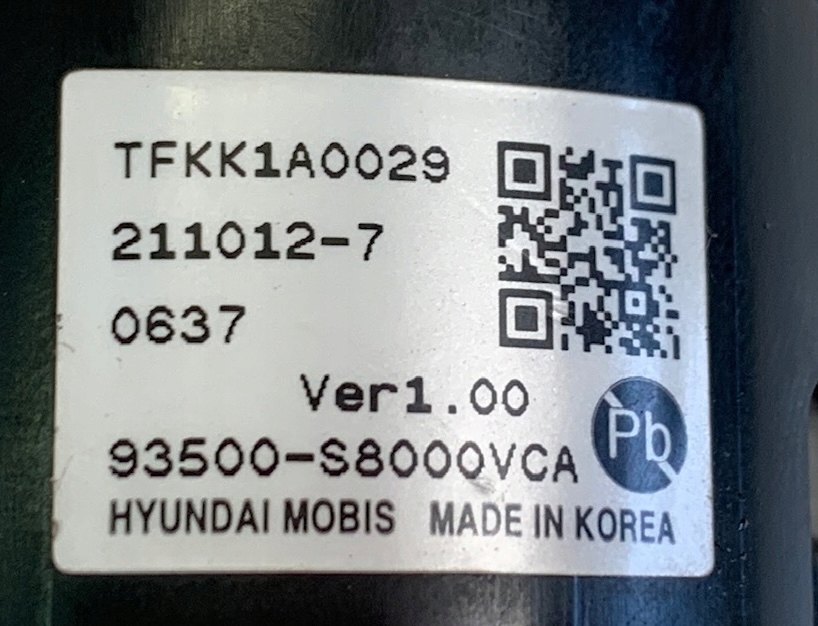 TFKK1A0029
211012-7
0637
Ver1.00
Pb
93500-S8000VCA
HYUNDAI MOBIS MADE IN KOREA